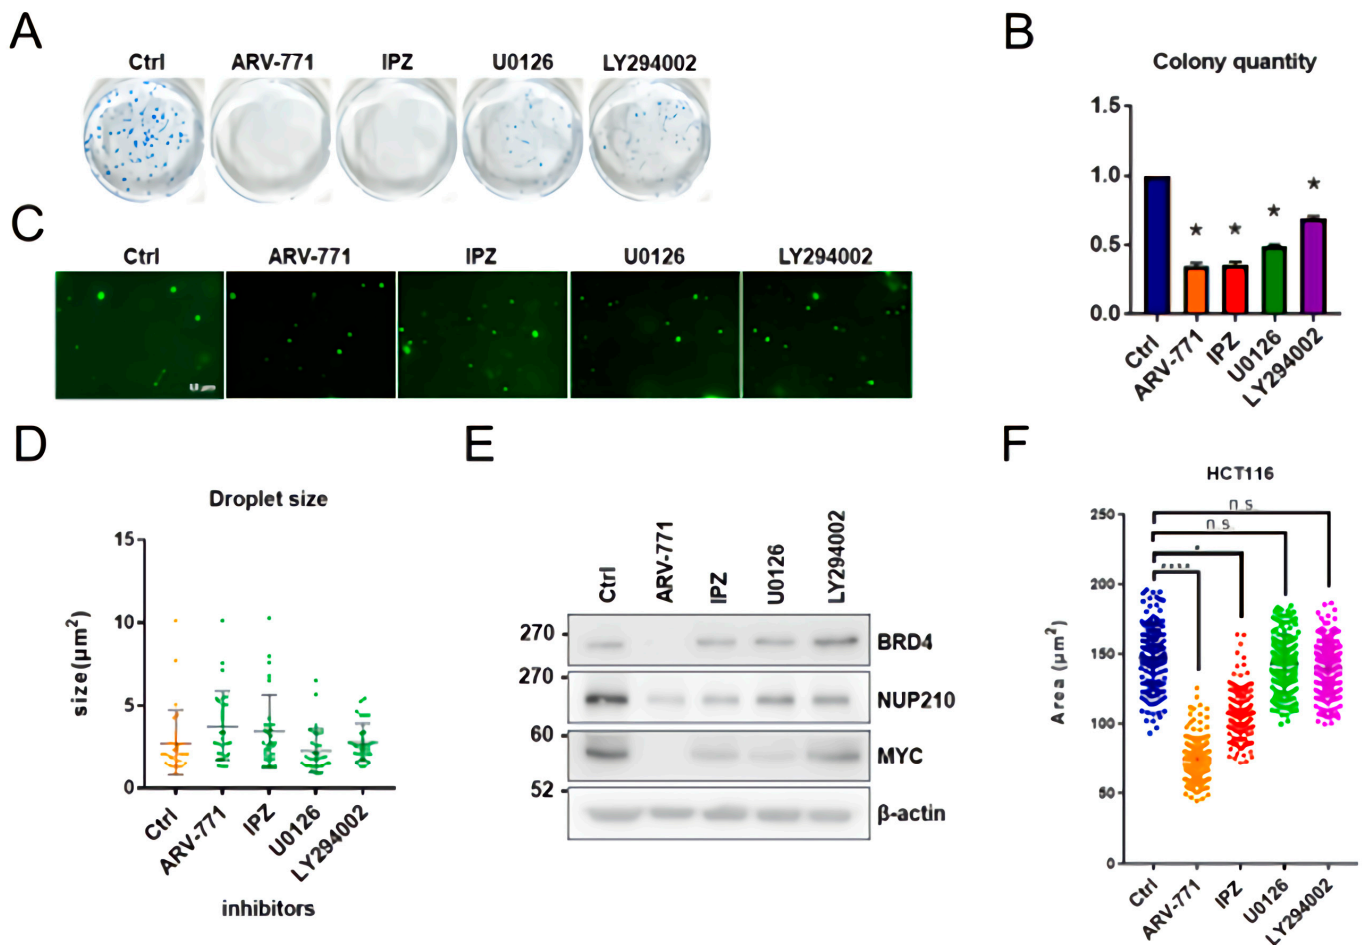 A
Ctrl ARV-771 IPZ U0126 LY294002
B
Colony quantity
1.5
1.0
0.5
0.0
* * * *
Ctrl ARV-771 IPZ U0126 LY294002
C
Ctrl ARV-771 IPZ U0126 LY294002
D
Droplet size
size(μm²)
15
10
5
0
Ctrl ARV-771 IPZ U0126 LY294002
inhibitors
E
Ctrl ARV-771 IPZ U0126 LY294002
270 BRD4
270 NUP210
60 MYC
52 β-actin
F
HCT116
n.s.
n.s.
*
****
Area (μm²)
250
200
150
100
50
0
Ctrl ARV-771 IPZ U0126 LY294002